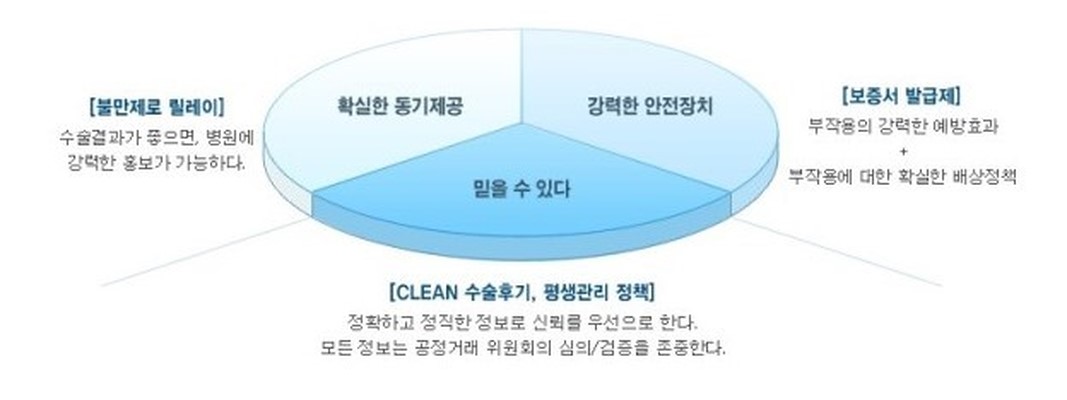 [불만제로 릴레이]
수술결과가 좋으면, 병원에
강력한 홍보가 가능하다.
확실한 동기제공
강력한 안전장치
믿을 수 있다
[보증서 발급제]
부작용의 강력한 예방효과
+
부작용에 대한 확실한 배상정책
[CLEAN 수술후기, 평생관리 정책]
정확하고 정직한 정보로 신뢰를 우선으로 한다.
모든 정보는 공정거래 위원회의 심의/검증을 존중한다.